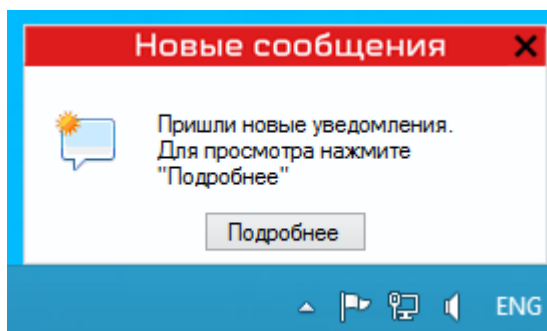 Новые сообщения
Пришли новые уведомления.
Для просмотра нажмите
"Подробнее"
Подробнее
ENG